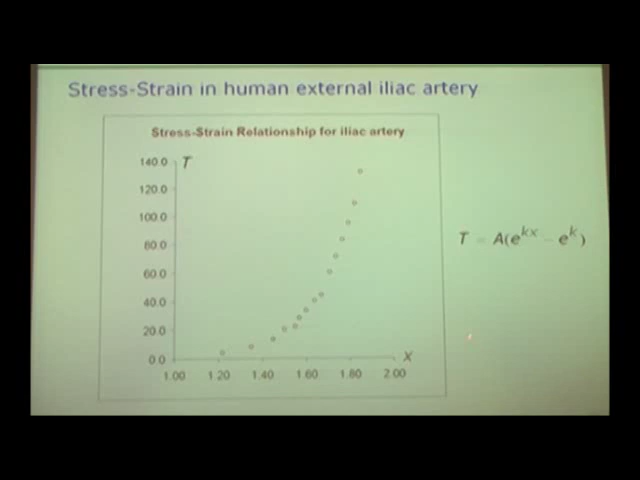 Stress-Strain in human external iliac artery
Stress-Strain Relationship for iliac artery
140.0 T
120.0
100.0
80.0
60.0
40.0
20.0
0.0
x
1.00 1.20 1.40 1.60 1.80 2.00
T = A(e^{kx} − e^{k})